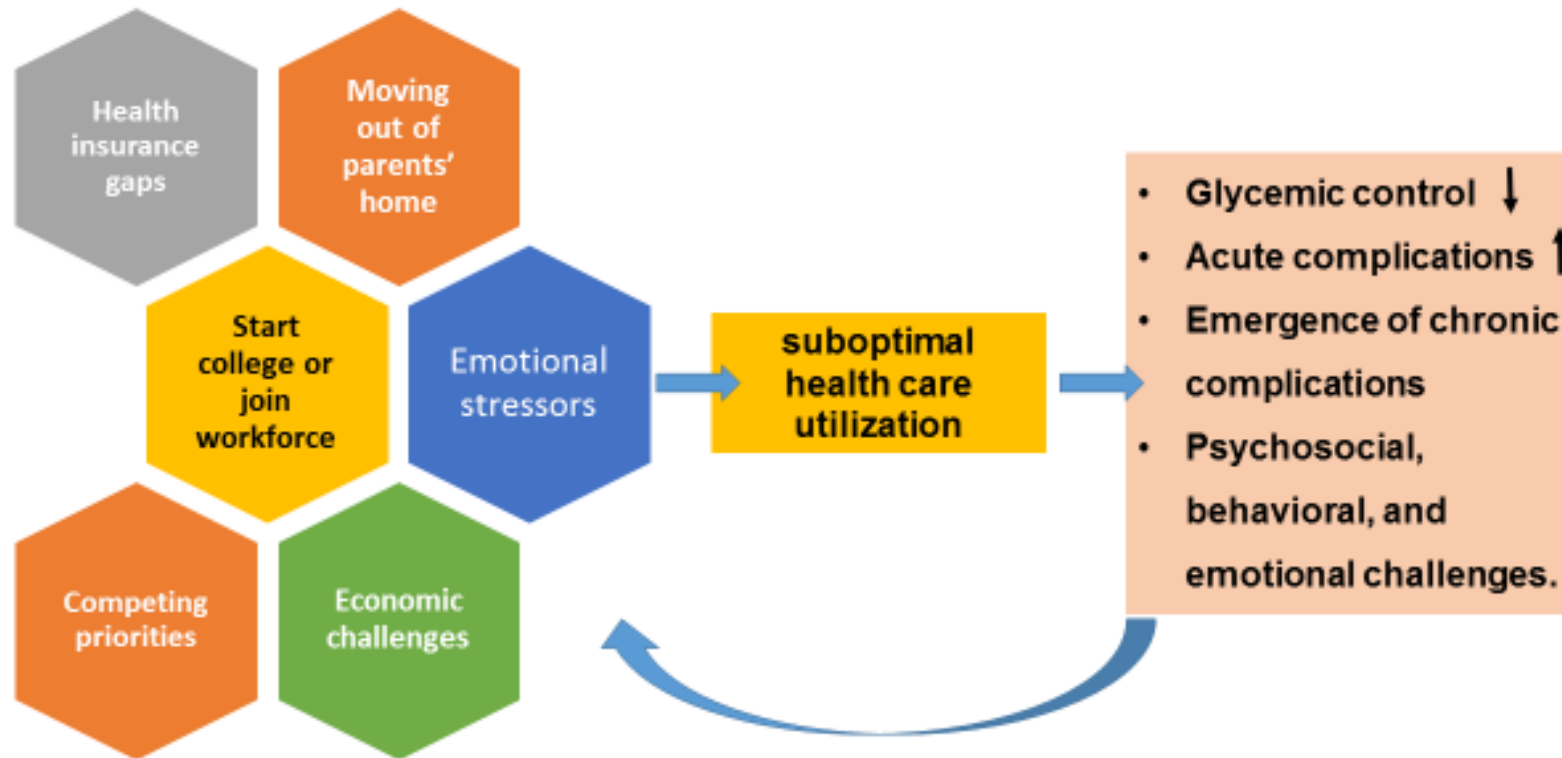 Health
insurance
gaps
Moving
out of
parents’
home
Start
college or
join
workforce
Emotional
stressors
Competing
priorities
Economic
challenges
suboptimal
health care
utilization
• Glycemic control ↓
• Acute complications ↑
• Emergence of chronic
complications
• Psychosocial,
behavioral, and
emotional challenges.